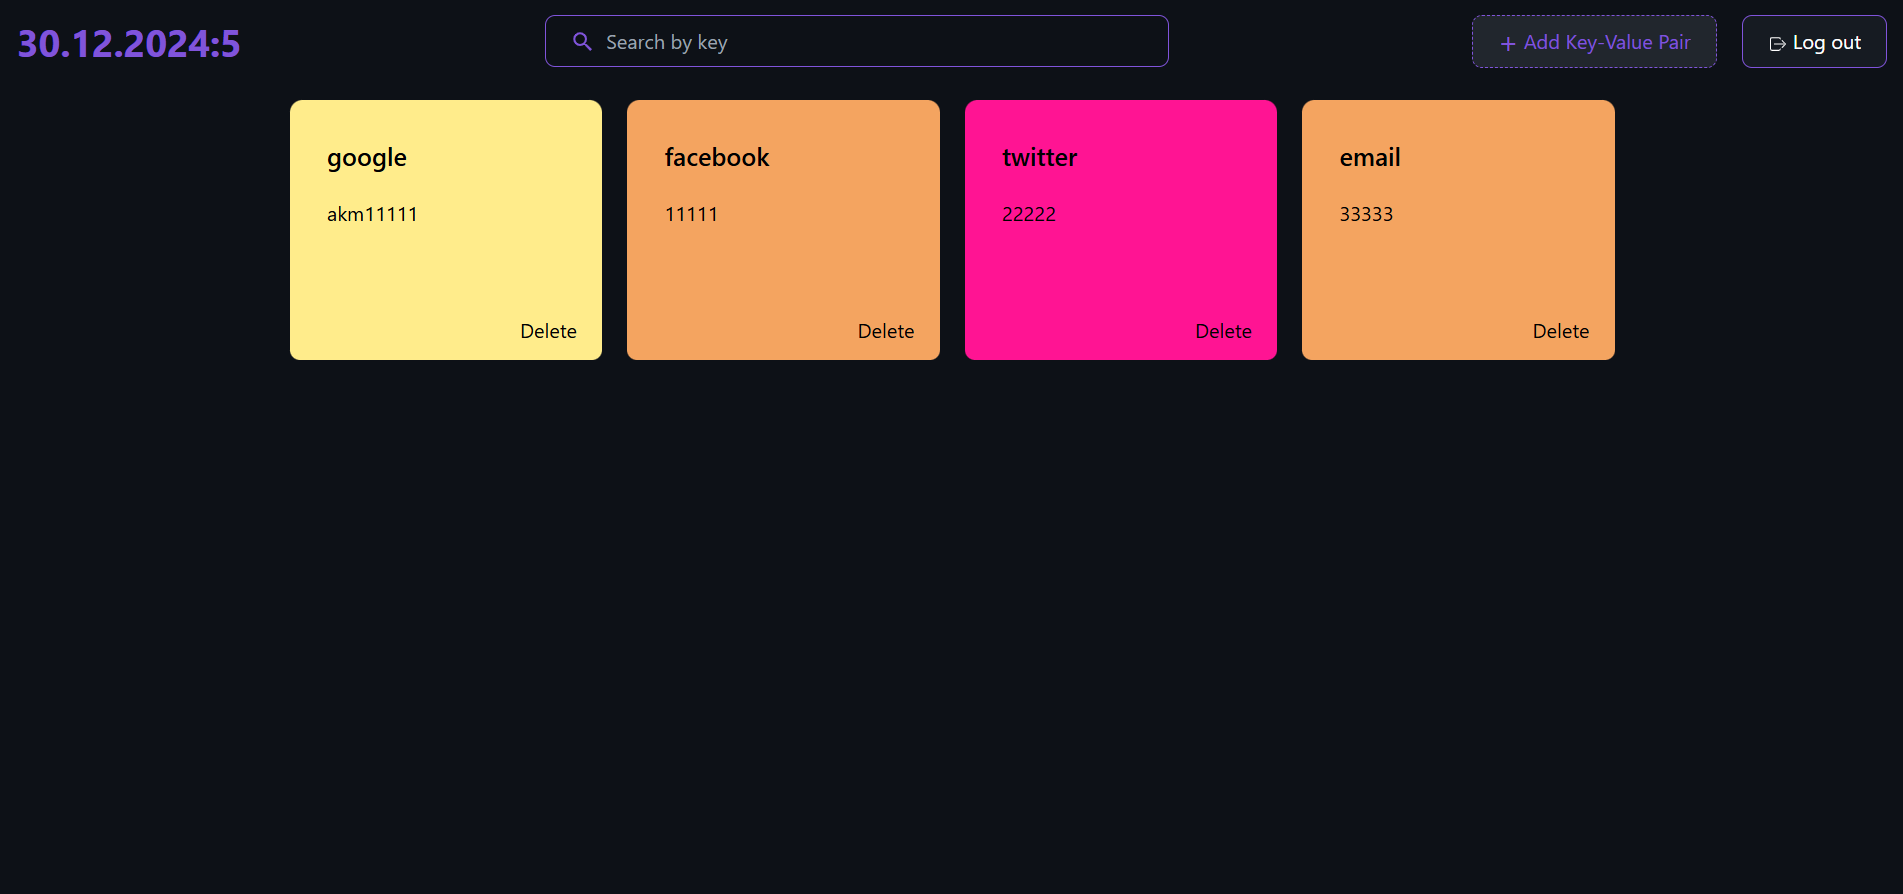 30.12.2024:5
Search by key
+ Add Key-Value Pair
Log out
google
akm11111
Delete
facebook
11111
Delete
twitter
22222
Delete
email
33333
Delete